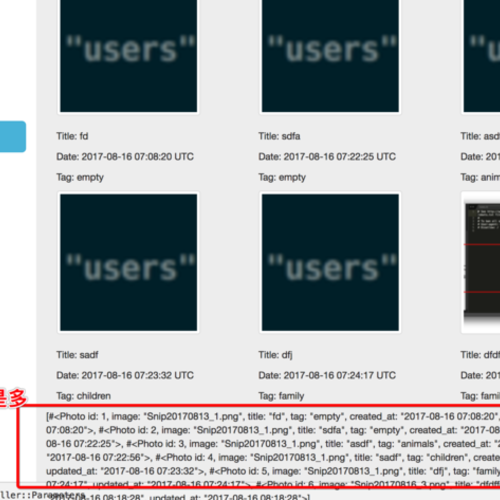 "users" "users" "u
Title: fd Title: sdfa Title: asd
Date: 2017-08-16 07:08:20 UTC Date: 2017-08-16 07:22:25 UTC Date: 201
Tag: empty Tag: empty Tag: anim
"users" "users"
Title: sadf Title: dfj Title: dfdf
Date: 2017-08-16 07:23:32 UTC Date: 2017-08-16 07:24:17 UTC Date: 201
Tag: children Tag: family Tag: fami
是多
[#<Photo id: 1, image: "Snip20170813_1.png", title: "fd", tag: "empty", created_at: "2017-08-16 07:08:20",
07:08:20">, #<Photo id: 2, image: "Snip20170813_1.png", title: "sdfa", tag: "empty", created_at: "2017-08-
08-16 07:22:25">, #<Photo id: 3, image: "Snip20170813_1.png", title: "asdf", tag: "animals", created_at: "2
"2017-08-16 07:22:56">, #<Photo id: 4, image: "Snip20170813_1.png", title: "sadf", tag: "children", create
updated_at: "2017-08-16 07:23:32">, #<Photo id: 5, image: "Snip20170813_1.png", title: "dfj", tag: "family
07:24:17", updated_at: "2017-08-16 07:24:17">, #<Photo id: 6, image: "Snip20170816_3.png", title: "dfdf
ller::Paramet
08-16 08:18:28", updated_at: "2017-08-16 08:18:28">]